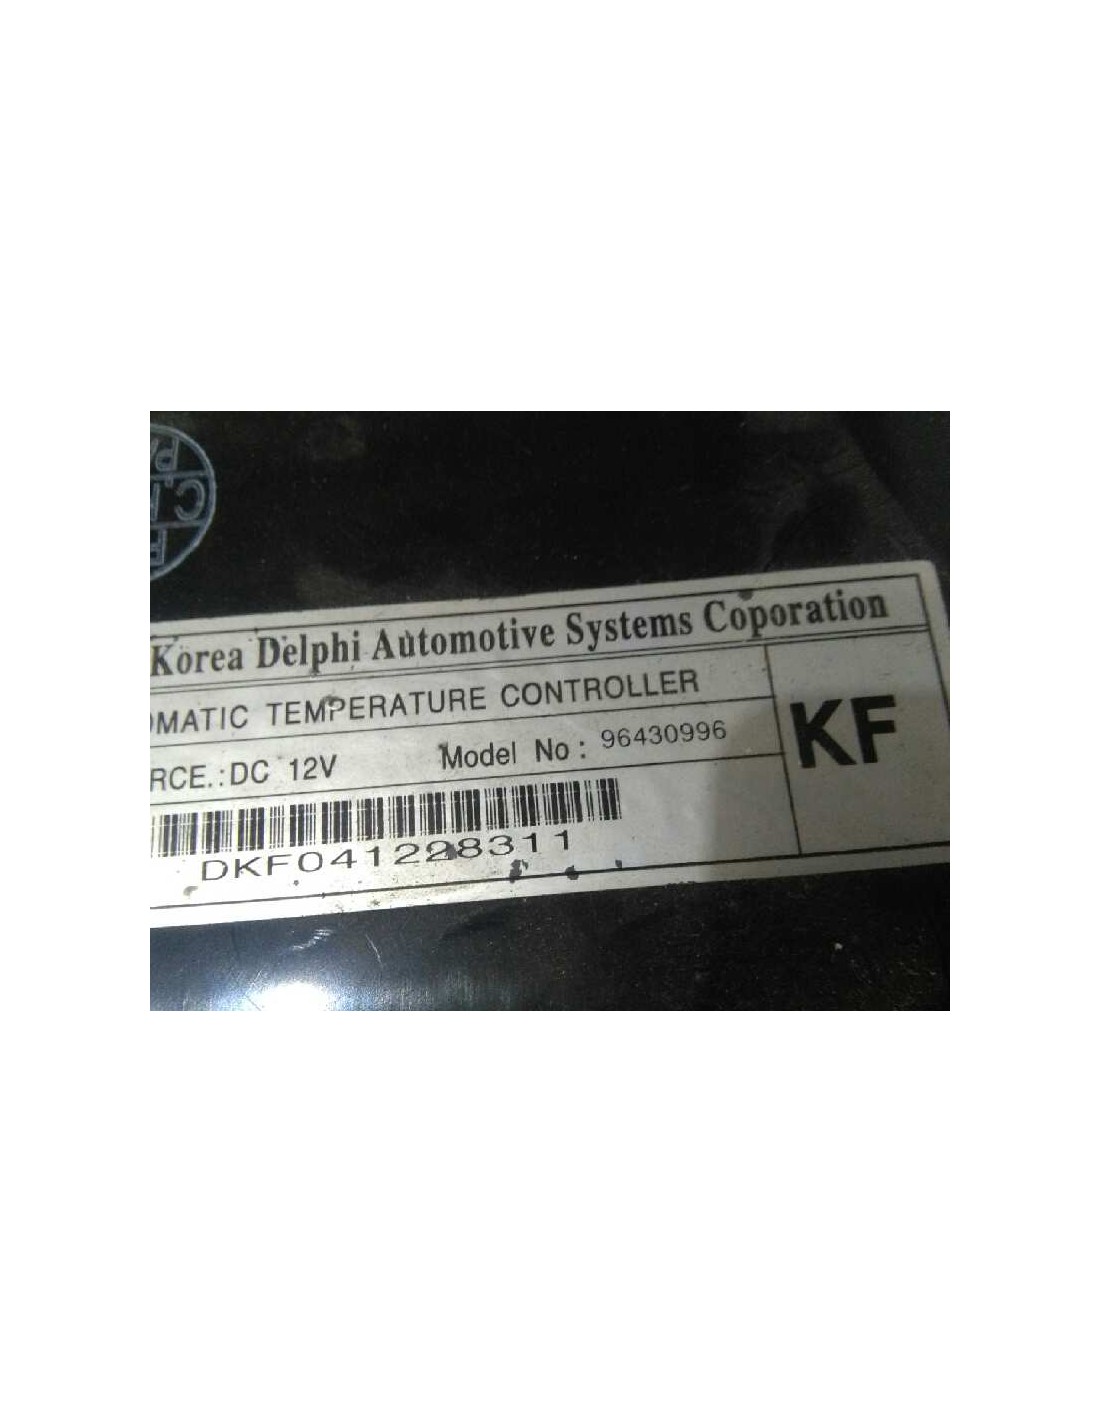 Korea Delphi Automotive Systems Coporation
OMATIC TEMPERATURE CONTROLLER
RCE.:DC 12V Model No : 96430996
KF
DKF041228311